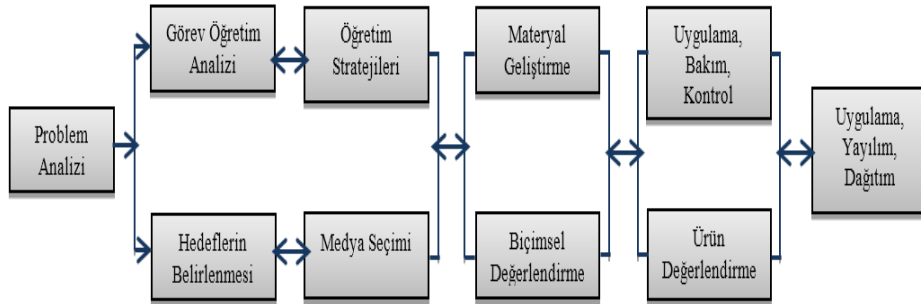 Problem
Analizi
Görev Öğretim
Analizi
Hedeflerin
Belirlenmesi
Öğretim
Stratejileri
Medya Seçimi
Materyal
Geliştirme
Biçimsel
Değerlendirme
Uygulama,
Bakım,
Kontrol
Ürün
Değerlendirme
Uygulama,
Yayılım,
Dağıtım